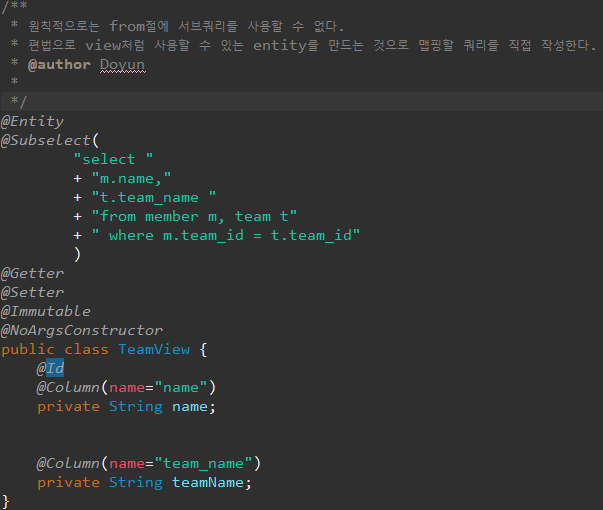 /**
 * 원칙적으로는 from절에 서브쿼리를 사용할 수 없다.
 * 편법으로 view처럼 사용할 수 있는 entity를 만드는 것으로 맵핑할 쿼리를 직접 작성한다.
 * @author Doyun
 *
 */
@Entity
@Subselect(
        "select "
        + "m.name,"
        + "t.team_name "
        + "from member m, team t"
        + " where m.team_id = t.team_id"
        )
@Getter
@Setter
@Immutable
@NoArgsConstructor
public class TeamView {
    @Id
    @Column(name="name")
    private String name;
    @Column(name="team_name")
    private String teamName;
}